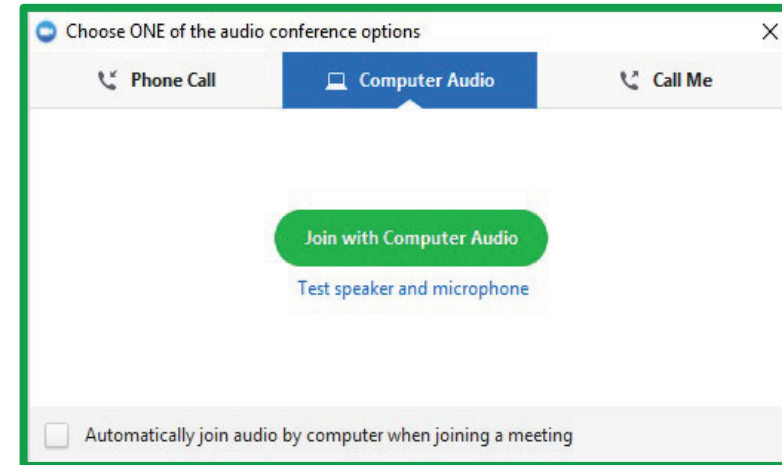 Choose ONE of the audio conference options
Phone Call
Computer Audio
Call Me
Join with Computer Audio
Test speaker and microphone
Automatically join audio by computer when joining a meeting